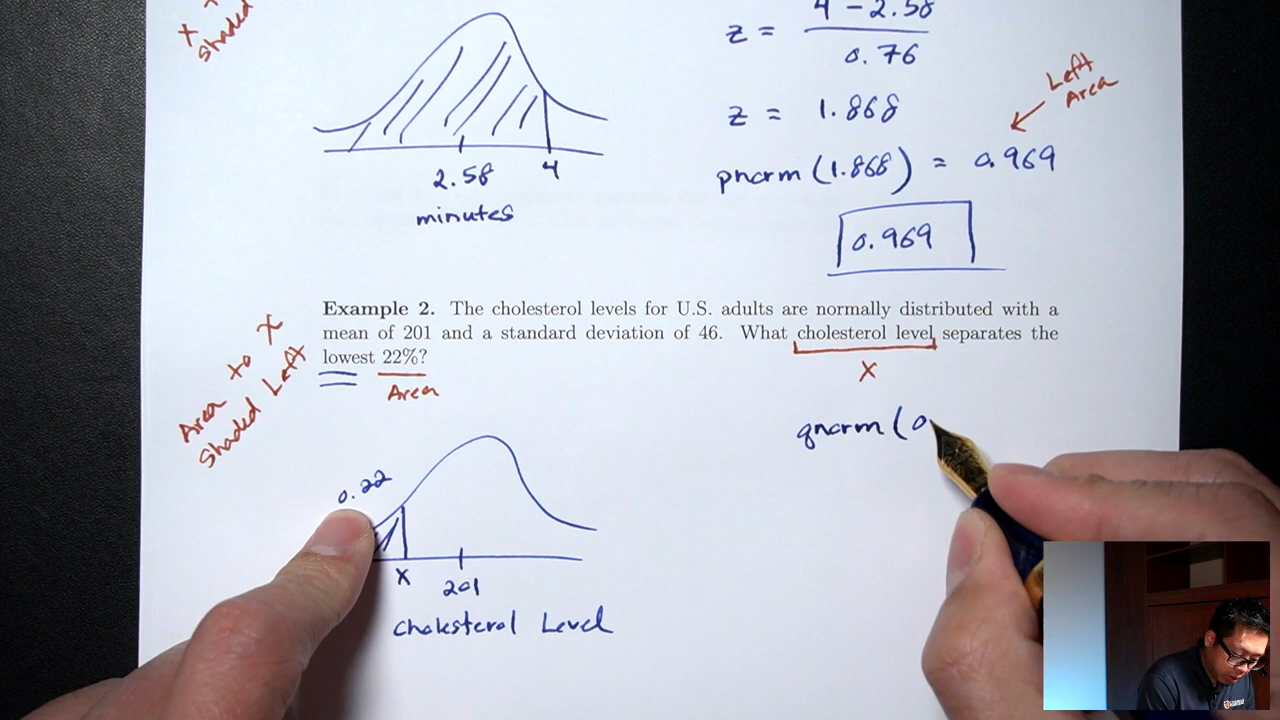 x
Shaded
z = 4 - 2.58
0.76
z = 1.868
Left
Area
pnorm (1.868) = 0.969
0.969
2.58 4
minutes
Example 2. The cholesterol levels for U.S. adults are normally distributed with a
mean of 201 and a standard deviation of 46. What cholesterol level separates the
lowest 22%?
Area
x
Area to x
Shaded Left
qnorm (0
0.22
x 201
Cholesterol Level